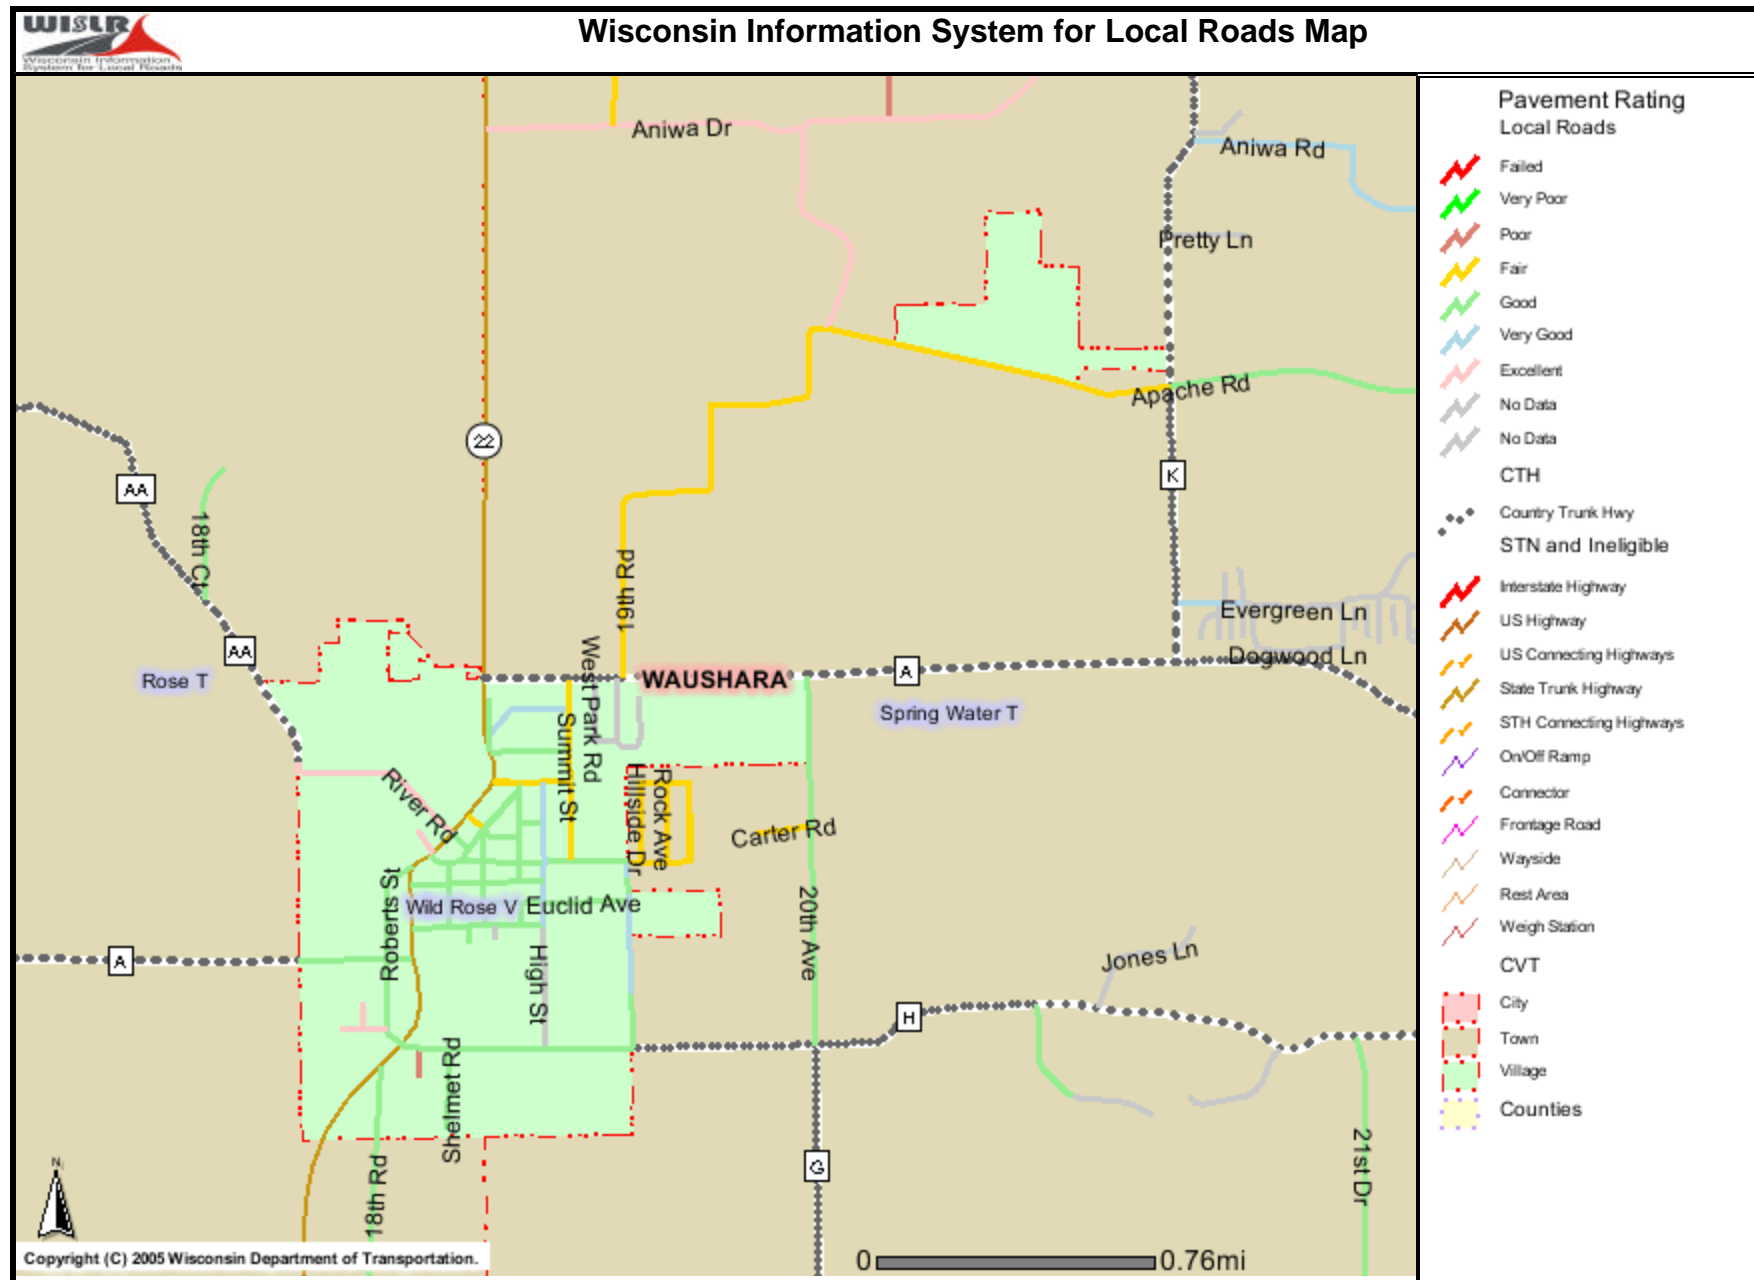 WISLR
Wisconsin Information
System for Local Roads
Wisconsin Information System for Local Roads Map
Aniwa Dr
Aniwa Rd
Pretty Ln
Apache Rd
22
AA
K
18th Ct
19th Rd
Evergreen Ln
AA
Dogwood Ln
Rose T
WAUSHARA
A
West Park Rd
Spring Water T
Summit St
River Rd
Hillside Dr
Rock Ave
Carter Rd
Roberts St
Wild Rose V
Euclid Ave
20th Ave
A
High St
Jones Ln
H
Shelmet Rd
18th Rd
G
21st Dr
N
Copyright (C) 2005 Wisconsin Department of Transportation.
0 0.76mi
Pavement Rating
Local Roads
Failed
Very Poor
Poor
Fair
Good
Very Good
Excellent
No Data
No Data
CTH
Country Trunk Hwy
STN and Ineligible
Interstate Highway
US Highway
US Connecting Highways
State Trunk Highway
STH Connecting Highways
On/Off Ramp
Connector
Frontage Road
Wayside
Rest Area
Weigh Station
CVT
City
Town
Village
Counties